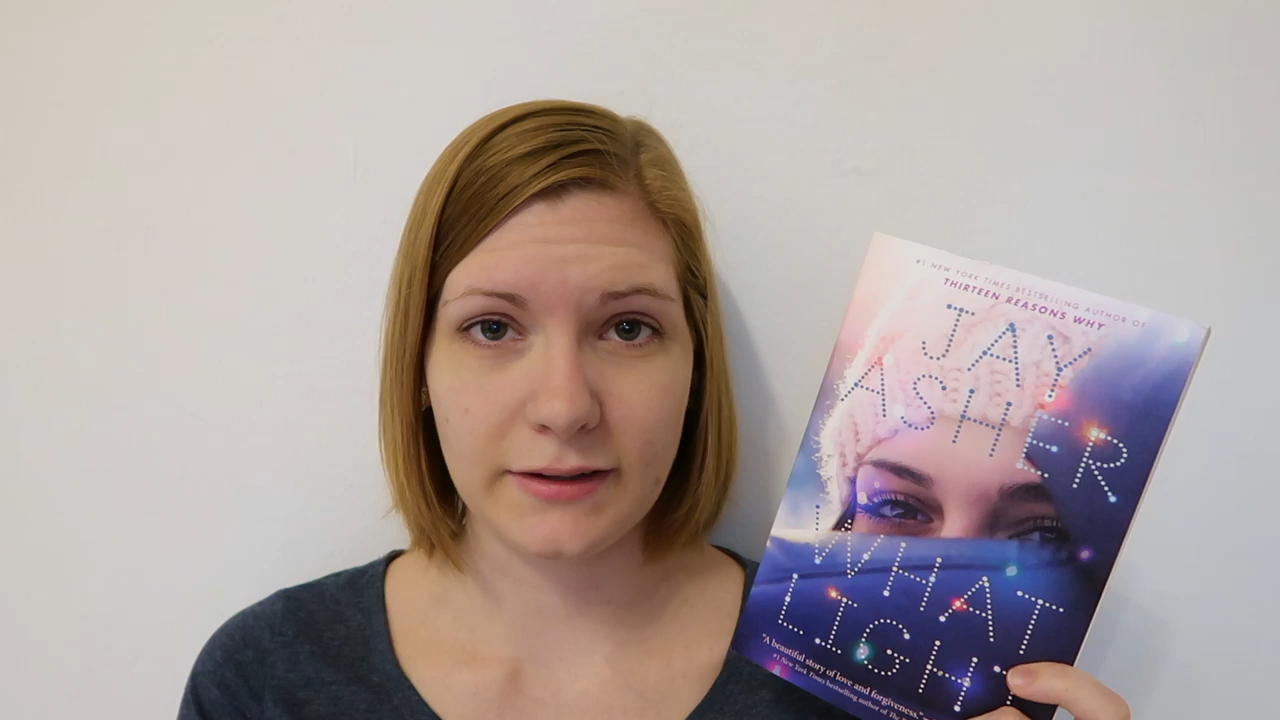 #1 NEW YORK TIMES BESTSELLING AUTHOR OF
THIRTEEN REASONS WHY
JAY
ASHER
WHAT
LIGHT
"A beautiful story of love and forgiveness."
#1 New York Times bestselling author of The